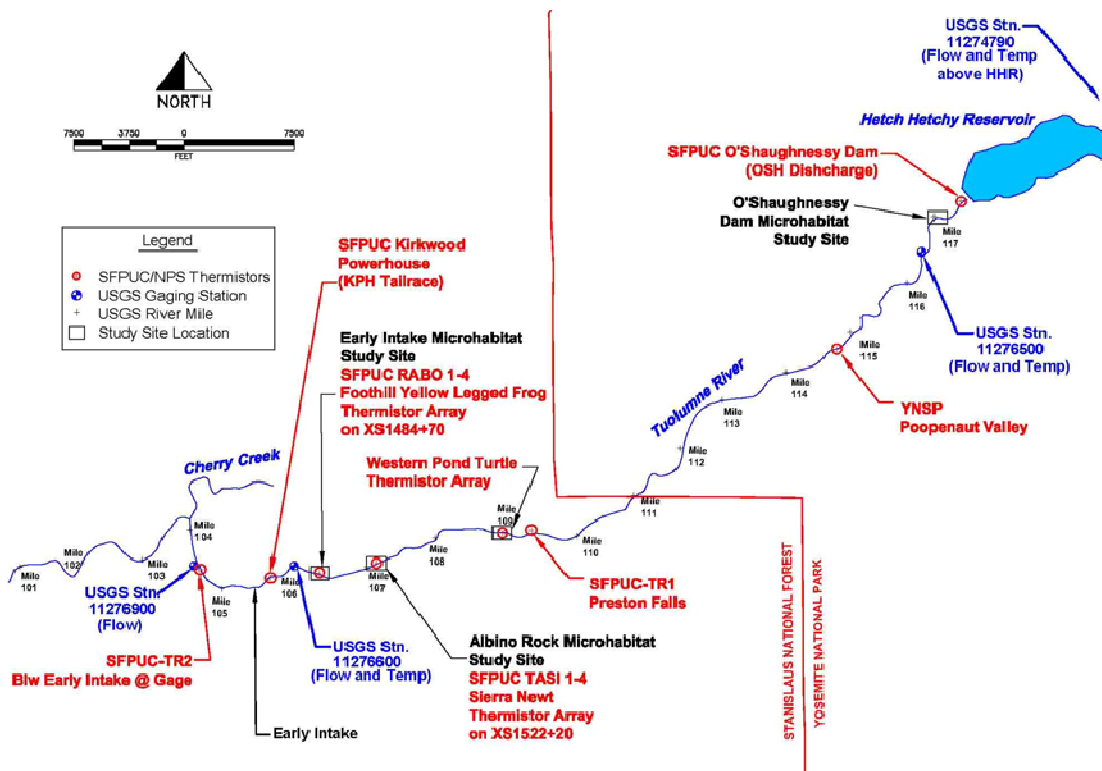 USGS Stn.
11274790
(Flow and Temp
above HHR)
NORTH
7500 3750 0 7500
FEET
Hetch Hetchy Reservoir
SFPUC O'Shaughnessy Dam
(OSH Dishcharge)
O'Shaughnessy
Dam Microhabitat
Study Site
Mile
117
Legend
SFPUC/NPS Thermistors
USGS Gaging Station
USGS River Mile
Study Site Location
SFPUC Kirkwood
Powerhouse
(KPH Tailrace)
Mile
116
USGS Stn.
11276500
(Flow and Temp)
Early Intake Microhabitat
Study Site
SFPUC RABO 1-4
Foothill Yellow Legged Frog
Thermistor Array
on XS1484+70
Mile
115
Mile
114
Tuolumne River
YNSP
Poopenaut Valley
Mile
113
Mile
112
Cherry Creek
Western Pond Turtle
Thermistor Array
Mile
111
Mile
109
Mile
110
Mile
104
Mile
108
Mile
101
Mile
102
Mile
103
Mile
105
Mile
106
Mile
107
USGS Stn.
11276900
(Flow)
SFPUC-TR1
Preston Falls
SFPUC-TR2
Blw Early Intake @ Gage
USGS Stn.
11276600
(Flow and Temp)
Albino Rock Microhabitat
Study Site
SFPUC TASI 1-4
Sierra Newt
Thermistor Array
on XS1522+20
Early Intake
STANISLAUS NATIONAL FOREST
YOSEMITE NATIONAL PARK